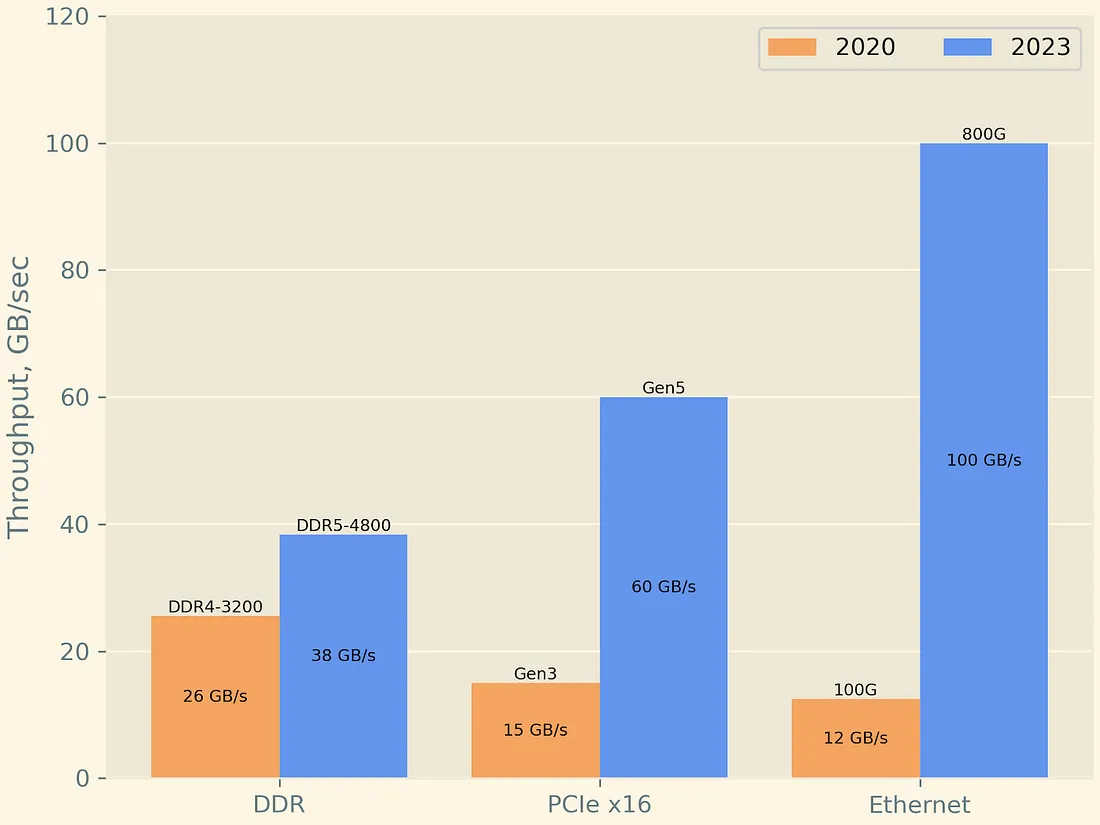 120
2020
2023
100
80
60
40
20
0
Throughput, GB/sec
DDR4-3200
26 GB/s
DDR5-4800
38 GB/s
Gen3
15 GB/s
Gen5
60 GB/s
100G
12 GB/s
800G
100 GB/s
DDR
PCIe x16
Ethernet